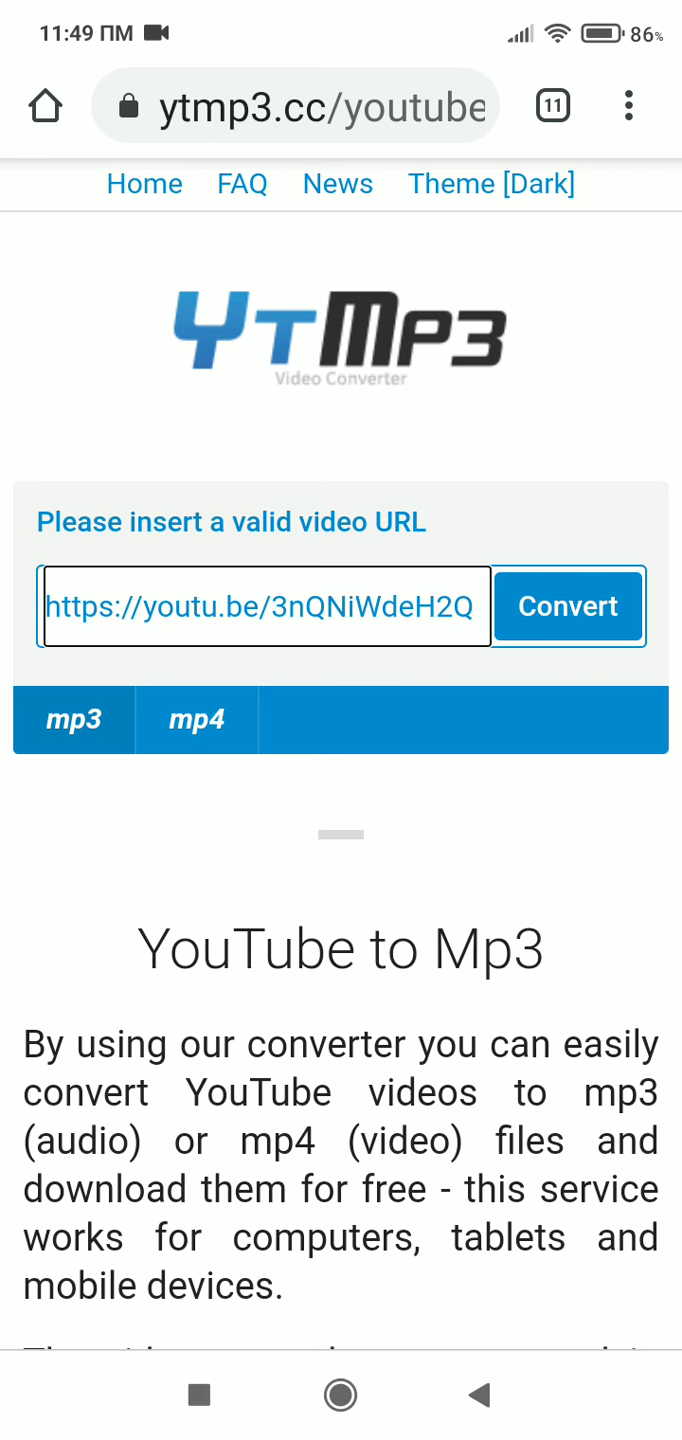 11:49 ПМ
86%
ytmp3.cc/youtube
11
Home FAQ News Theme [Dark]
YTMP3
Video Converter
Please insert a valid video URL
https://youtu.be/3nQNiWdeH2Q
Convert
mp3 mp4
YouTube to Mp3
By using our converter you can easily
convert YouTube videos to mp3
(audio) or mp4 (video) files and
download them for free - this service
works for computers, tablets and
mobile devices.